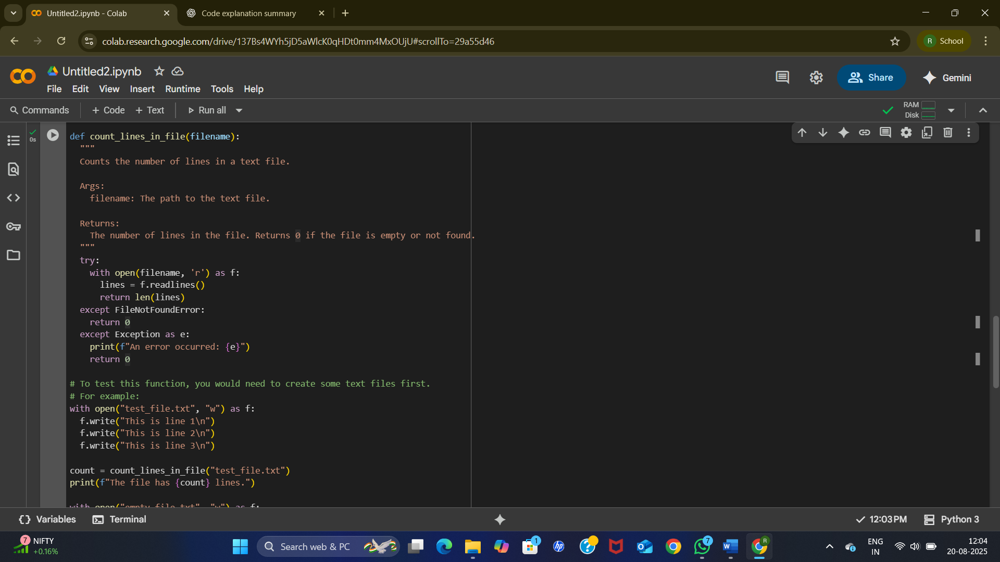 Untitled2.ipynb - Colab
Code explanation summary
colab.research.google.com/drive/137Bs4WYh5jD5aWlcK0qHDt0mm4MxOUjU#scrollTo=29a55d46
R School
Untitled2.ipynb
File Edit View Insert Runtime Tools Help
Share
Gemini
Commands + Code + Text Run all
RAM
Disk
0s
def count_lines_in_file(filename):
  """
  Counts the number of lines in a text file.

  Args:
    filename: The path to the text file.

  Returns:
    The number of lines in the file. Returns 0 if the file is empty or not found.
  """
  try:
    with open(filename, 'r') as f:
      lines = f.readlines()
      return len(lines)
  except FileNotFoundError:
    return 0
  except Exception as e:
    print(f"An error occurred: {e}")
    return 0

# To test this function, you would need to create some text files first.
# For example:
with open("test_file.txt", "w") as f:
  f.write("This is line 1\n")
  f.write("This is line 2\n")
  f.write("This is line 3\n")

count = count_lines_in_file("test_file.txt")
print(f"The file has {count} lines.")

with open("empty_file.txt", "w") as f:
{} Variables
Terminal
12:03 PM
Python 3
7
NIFTY
+0.16%
Search web & PC
1
hp
7
R
ENG
IN
12:04
20-08-2025